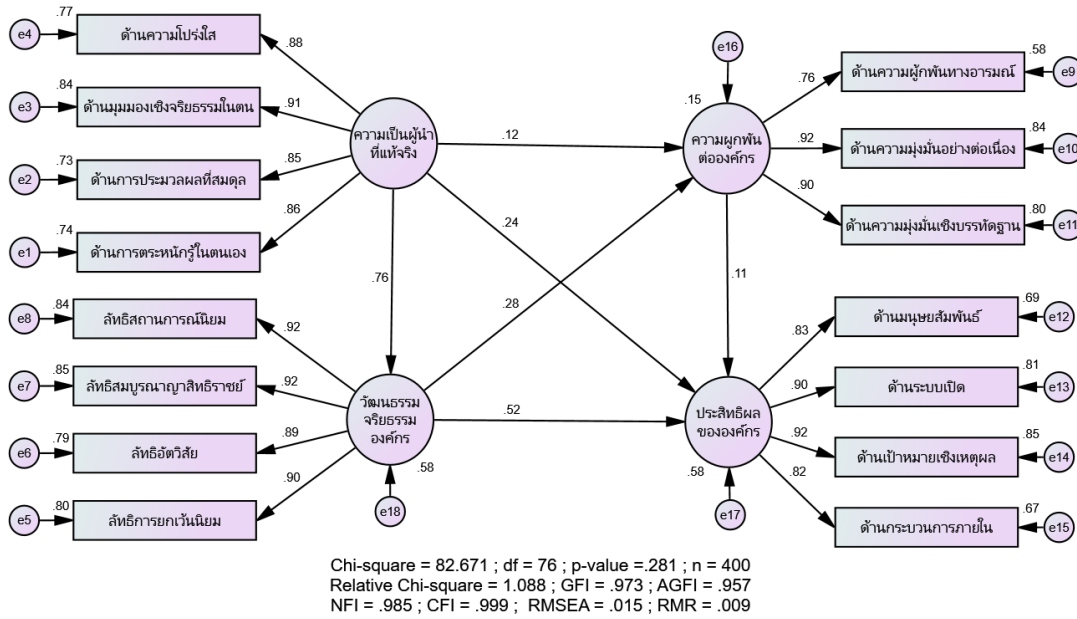 .77
e4
ด้านความโปร่งใส
.88
.84
e3
ด้านมุมมองเชิงจริยธรรมในตน
.91
.73
e2
ด้านการประมวลผลที่สมดุล
.85
.74
e1
ด้านการตระหนักรู้ในตนเอง
.86
ความเป็นผู้นำ
ที่แท้จริง
.12
.24
.76
e16
.15
ความผูกพัน
ต่อองค์กร
.76
.58
ด้านความผูกพันทางอารมณ์
e9
.92
.84
ด้านความมุ่งมั่นอย่างต่อเนื่อง
e10
.90
.80
ด้านความมุ่งมั่นเชิงบรรทัดฐาน
e11
.28
.11
.84
e8
ลัทธิสถานการณ์นิยม
.92
.85
e7
ลัทธิสมบูรณาญาสิทธิราชย์
.92
.79
e6
ลัทธิอัตวิสัย
.89
.80
e5
ลัทธิการยกเว้นนิยม
.90
วัฒนธรรม
จริยธรรม
องค์กร
.58
e18
.52
ประสิทธิผล
ขององค์กร
.58
e17
.83
.69
ด้านมนุษยสัมพันธ์
e12
.90
.81
ด้านระบบเปิด
e13
.92
.85
ด้านเป้าหมายเชิงเหตุผล
e14
.82
.67
ด้านกระบวนการภายใน
e15
Chi-square = 82.671 ; df = 76 ; p-value =.281 ; n = 400
Relative Chi-square = 1.088 ; GFI = .973 ; AGFI = .957
NFI = .985 ; CFI = .999 ; RMSEA = .015 ; RMR = .009